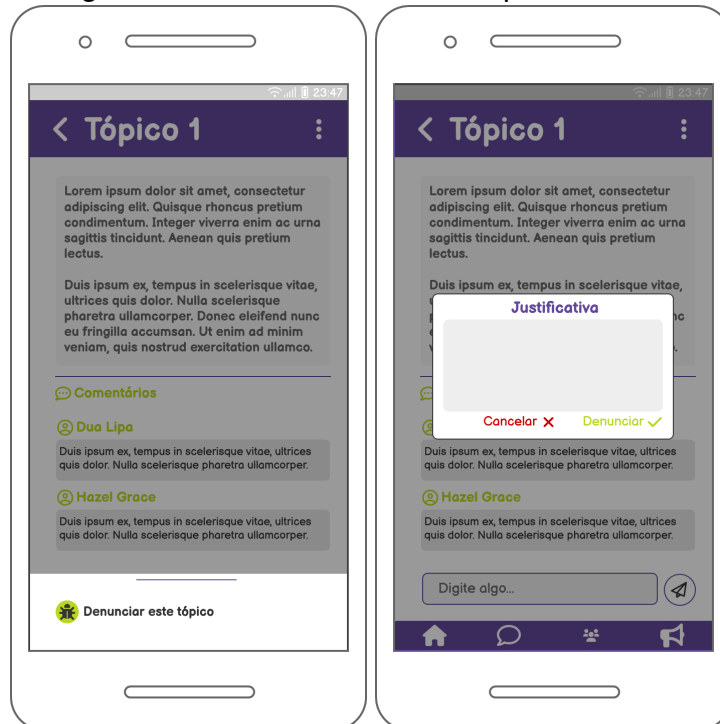 23:47
Tópico 1
Lorem ipsum dolor sit amet, consectetur
adipiscing elit. Quisque rhoncus pretium
condimentum. Integer viverra enim ac urna
sagittis tincidunt. Aenean quis pretium
lectus.
Duis ipsum ex, tempus in scelerisque vitae,
ultrices quis dolor. Nulla scelerisque
pharetra ullamcorper. Donec eleifend nunc
eu fringilla accumsan. Ut enim ad minim
veniam, quis nostrud exercitation ullamco.
Comentários
Dua Lipa
Duis ipsum ex, tempus in scelerisque vitae, ultrices
quis dolor. Nulla scelerisque pharetra ullamcorper.
Hazel Grace
Duis ipsum ex, tempus in scelerisque vitae, ultrices
quis dolor. Nulla scelerisque pharetra ullamcorper.
Denunciar este tópico
23:47
Tópico 1
Lorem ipsum dolor sit amet, consectetur
adipiscing elit. Quisque rhoncus pretium
condimentum. Integer viverra enim ac urna
sagittis tincidunt. Aenean quis pretium
lectus.
Duis ipsum ex, tempus in scelerisque vitae,
Justificativa
Cancelar
Denunciar
Duis ipsum ex, tempus in scelerisque vitae, ultrices
quis dolor. Nulla scelerisque pharetra ullamcorper.
Hazel Grace
Duis ipsum ex, tempus in scelerisque vitae, ultrices
quis dolor. Nulla scelerisque pharetra ullamcorper.
Digite algo...